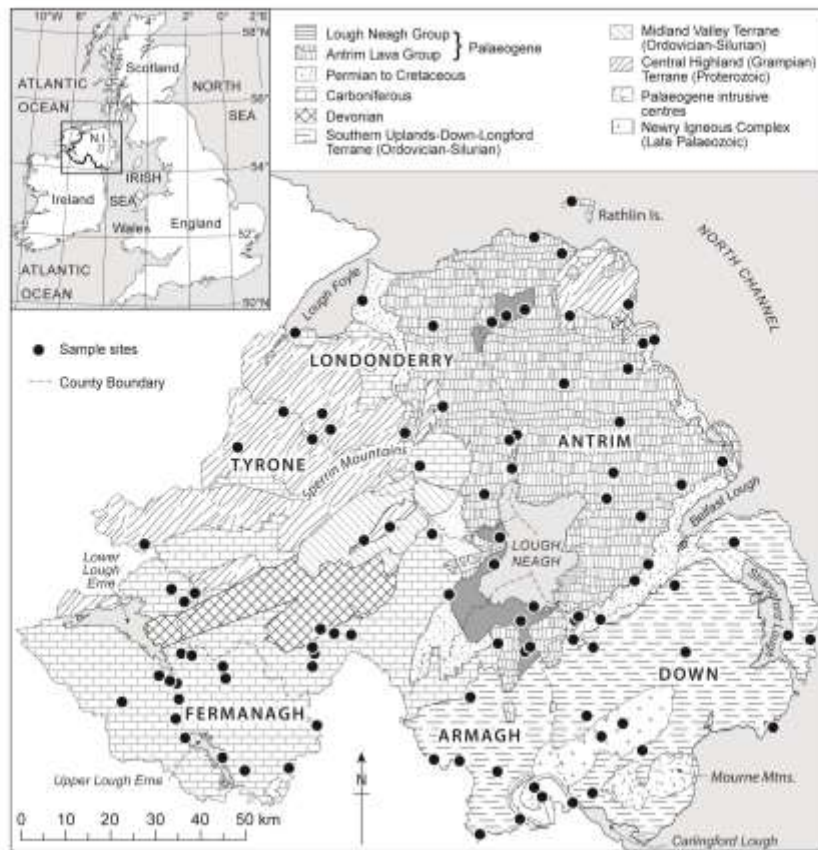 10°W 8° 6° 4° 2° 0° 2°E
58°N
Scotland
ATLANTIC
OCEAN
NORTH
SEA
56°
N.I.
54°
IRISH
SEA
Ireland
Wales
England
52°
ATLANTIC
OCEAN
50°N
Lough Neagh Group
Antrim Lava Group
Palaeogene
Permian to Cretaceous
Carboniferous
Devonian
Southern Uplands-Down-Longford
Terrane (Ordovician-Silurian)
Midland Valley Terrane
(Ordovician-Silurian)
Central Highland (Grampian)
Terrane (Proterozoic)
Palaeogene intrusive
centres
Newry Igneous Complex
(Late Palaeozoic)
Sample sites
County Boundary
Rathlin Is.
NORTH CHANNEL
Lough Foyle
LONDONDERRY
ANTRIM
TYRONE
Sperrin Mountains
Belfast Lough
LOUGH
NEAGH
Lower
Lough
Erne
Strangford Lough
DOWN
FERMANAGH
ARMAGH
Upper Lough Erne
N
Mourne Mtns.
Carlingford Lough
0 10 20 30 40 50 km